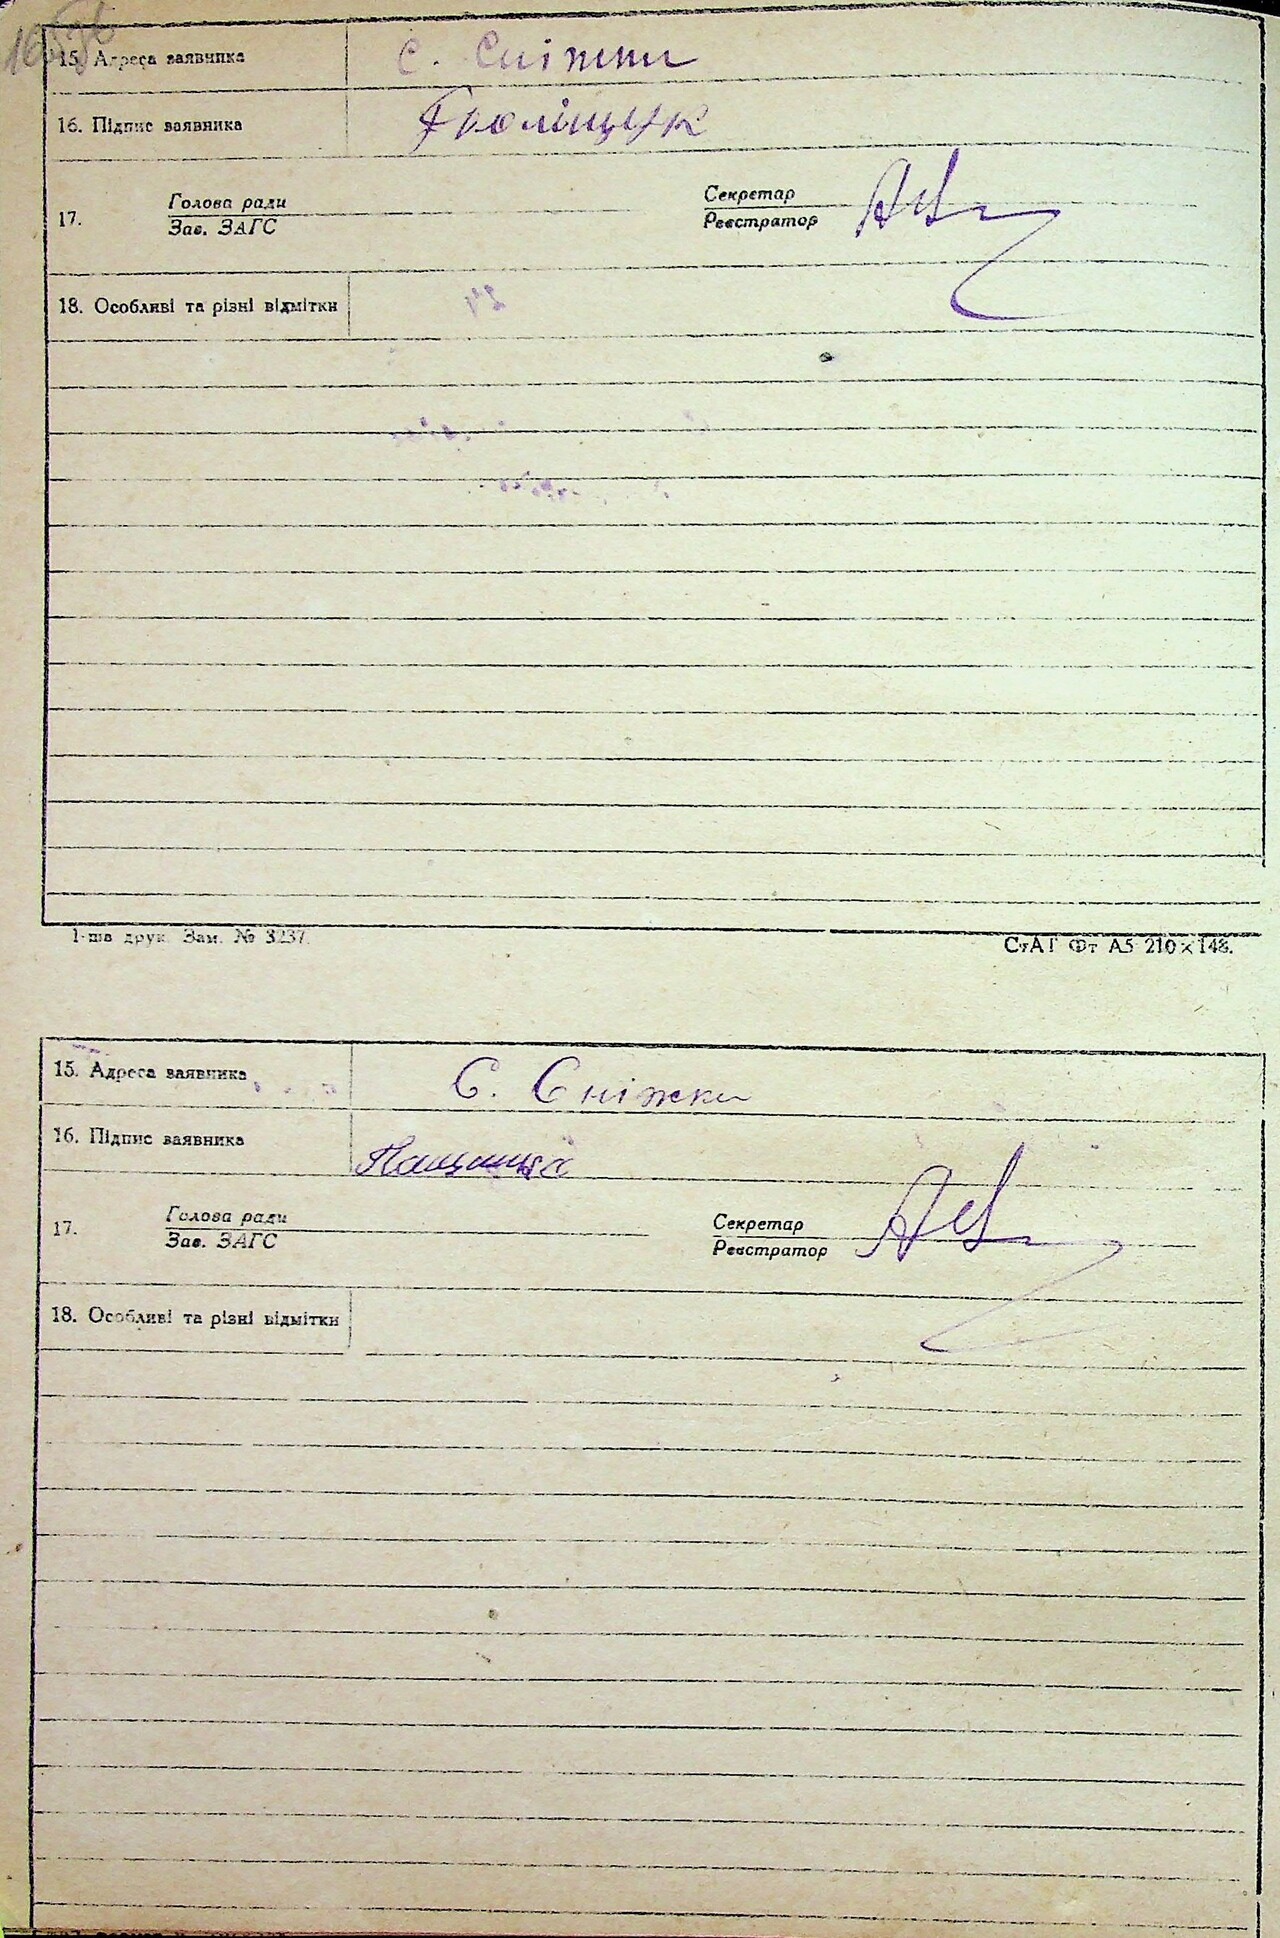 15. Адреса заявника С. Сніжки
16. Підпис заявника Поліщук
17. Голова ради Секретар
Зав. ЗАГС Реєстратор
18. Особливі та різні відмітки
1-ша друк. Зам. № 3237. СтАТ Фт А5 210×148.
15. Адреса заявника С. Сніжки
16. Підпис заявника
17. Голова ради Секретар
Зав. ЗАГС Реєстратор
18. Особливі та різні відмітки